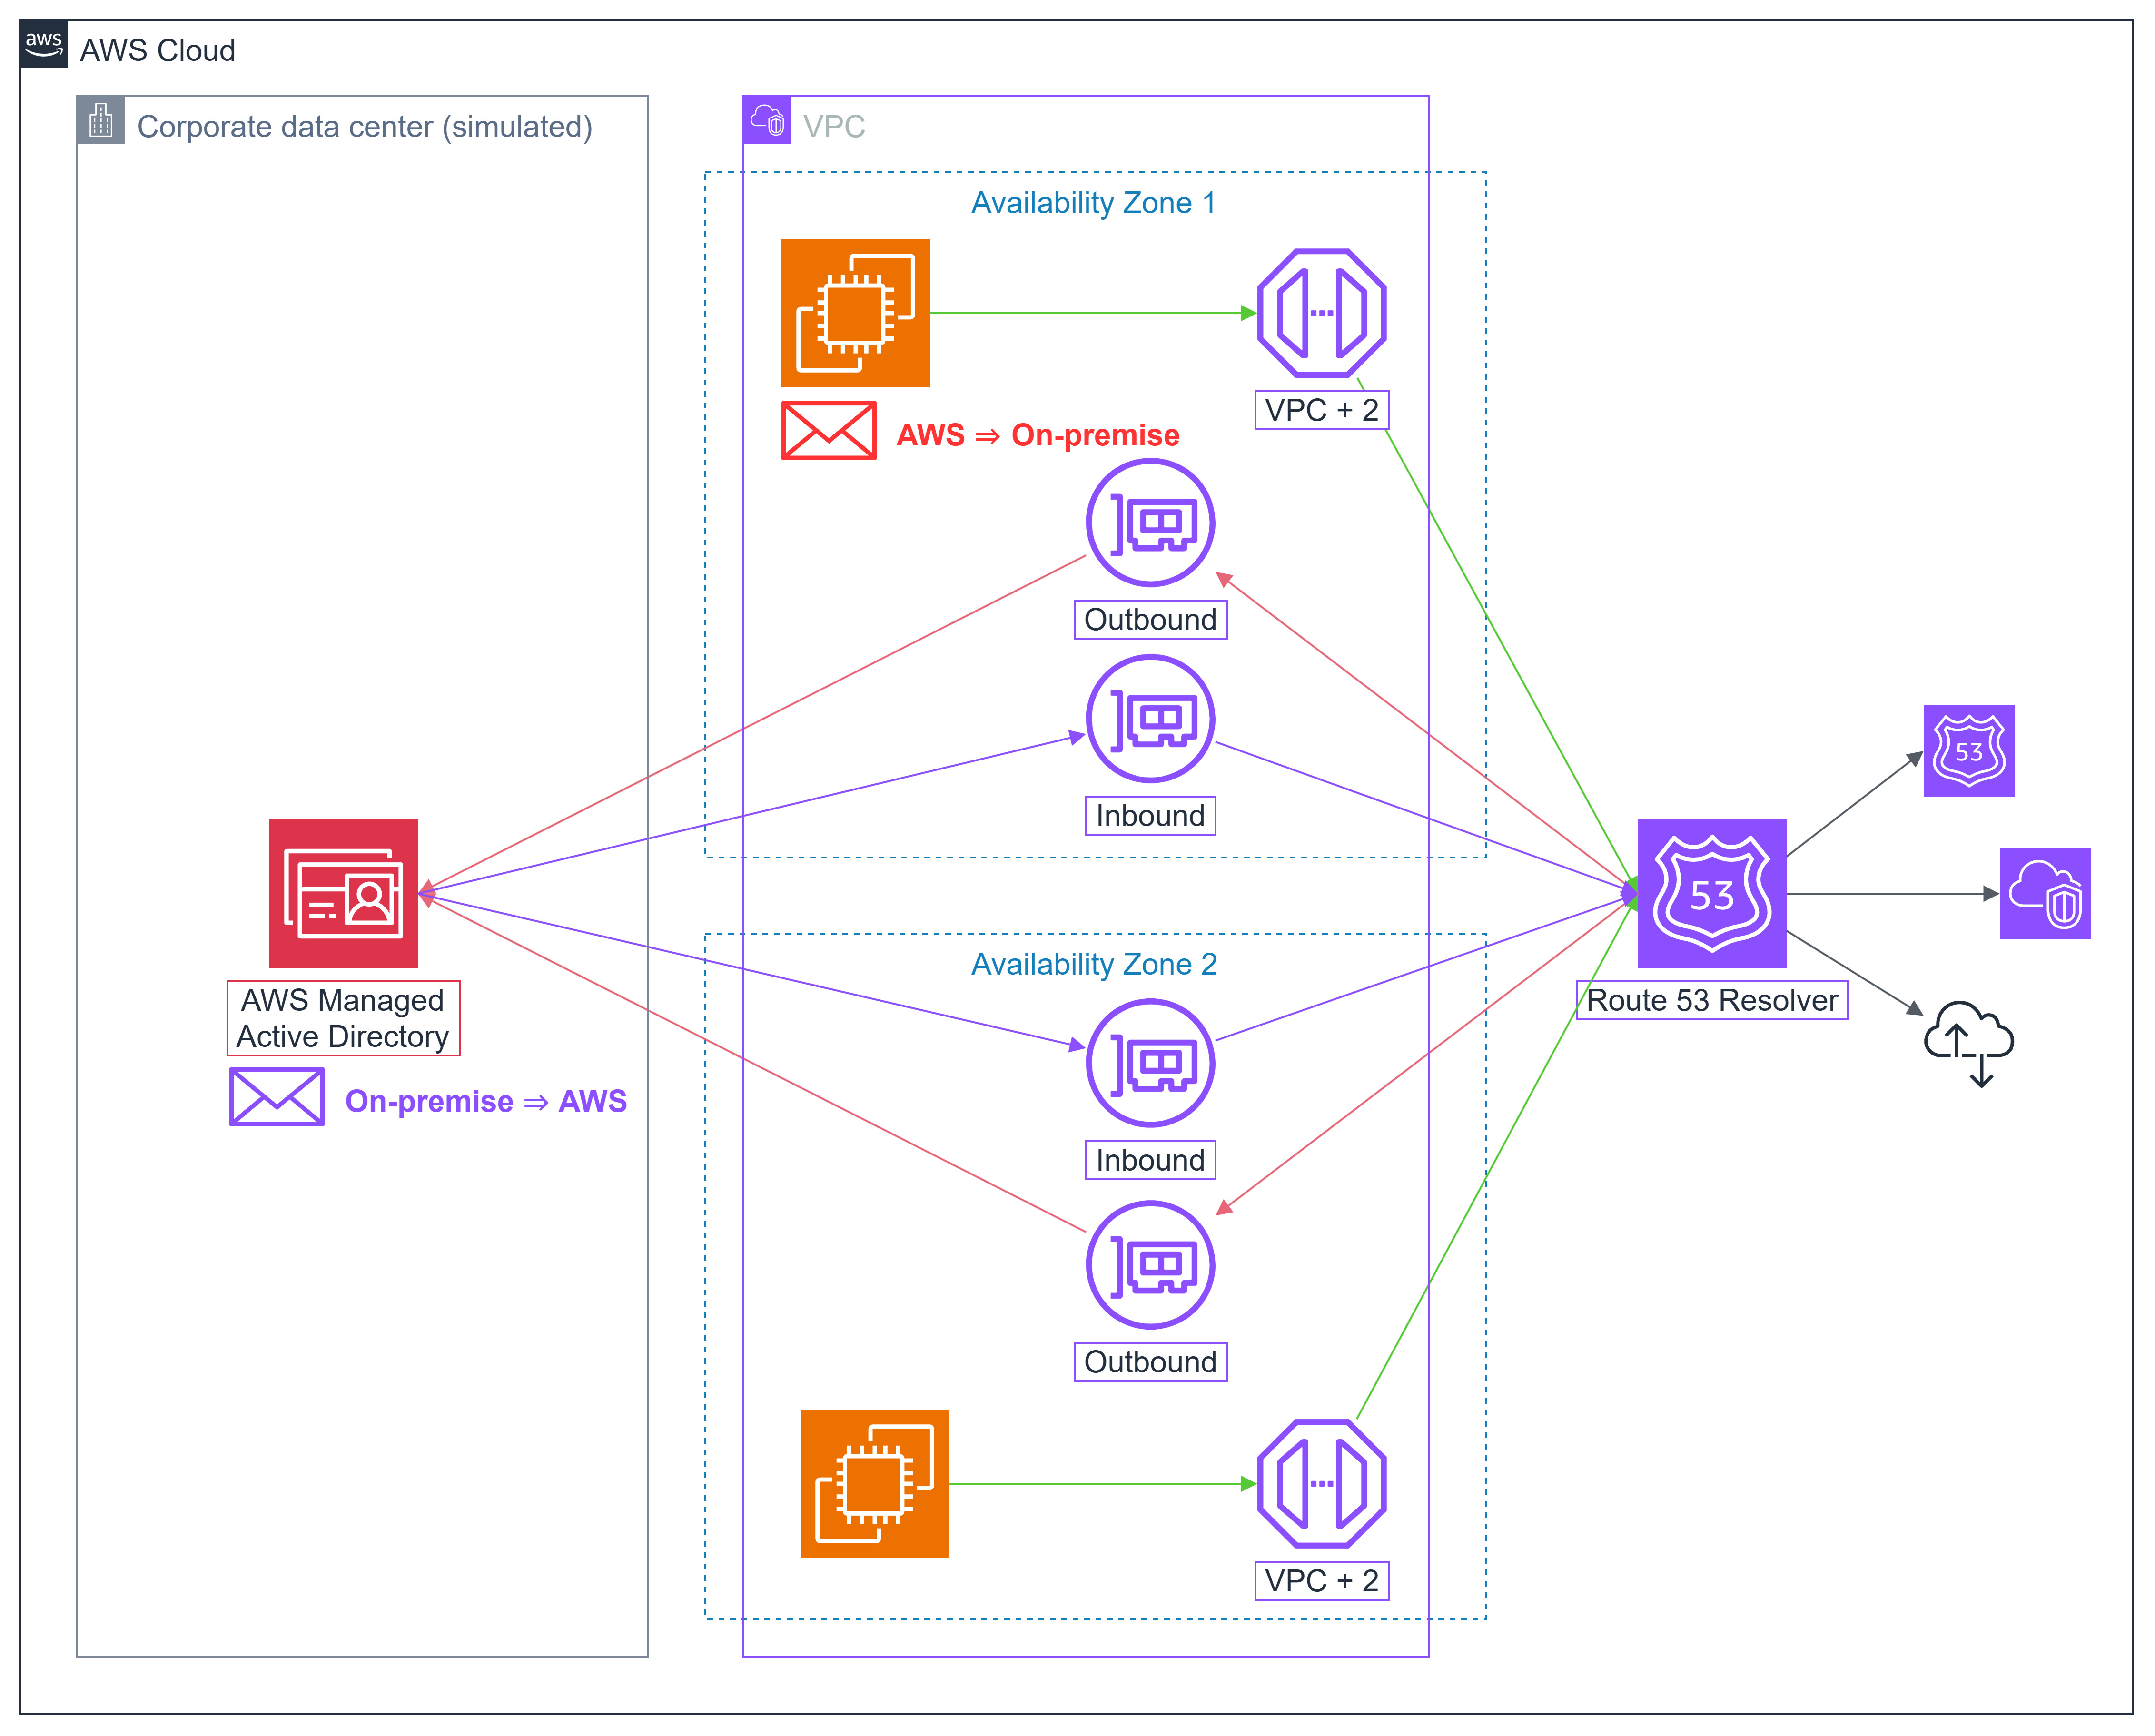 aws
AWS Cloud
Corporate data center (simulated)
VPC
Availability Zone 1
VPC + 2
AWS ⇒ On-premise
Outbound
Inbound
53
53
AWS Managed
Active Directory
On-premise ⇒ AWS
Route 53 Resolver
Availability Zone 2
Inbound
Outbound
VPC + 2